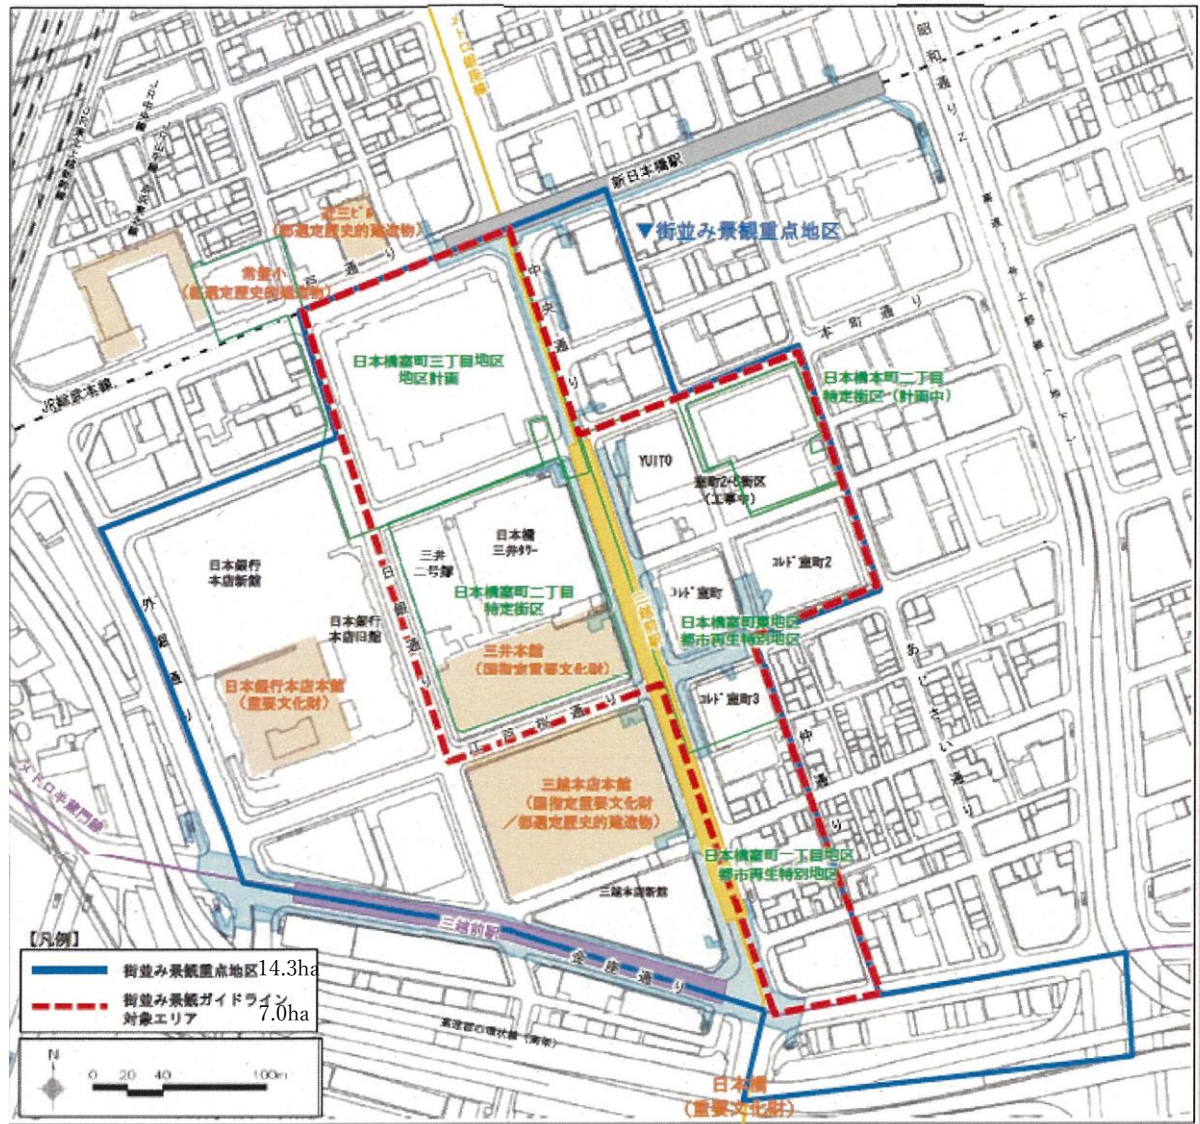 昭和通り
メトロ銀座線
新日本橋駅
▼街並み景観重点地区
近三ビル
(都選定歴史的建造物)
常盤小
(都選定歴史的建造物)
江戸通り
中央通り
本町通り
日本橋室町三丁目地区
地区計画
日本橋本町二丁目
特定街区(計画中)
JR総武本線
YUITO
室町2-5街区
(工事中)
日本銀行
本店新館
三井
二号館
日本橋
三井タワー
コレド室町2
日本橋室町二丁目
特定街区
コレド室町
三越前駅
外堀通り
日本銀行
本店旧館
日銀通り
日本橋室町東地区
都市再生特別地区
三井本館
(国指定重要文化財)
あじさい通り
日本銀行本店本館
(重要文化財)
コレド室町3
江戸桜通り
仲通り
三越本店本館
(国指定重要文化財
/都選定歴史的建造物)
メトロ半蔵門線
日本橋室町一丁目地区
都市再生特別地区
三越本店新館
三越前駅
金座通り
【凡例】
街並み景観重点地区14.3ha
街並み景観ガイドライン
対象エリア 7.0ha
高速都心環状線(高架)
N
0 20 40 100m
日本橋
(重要文化財)